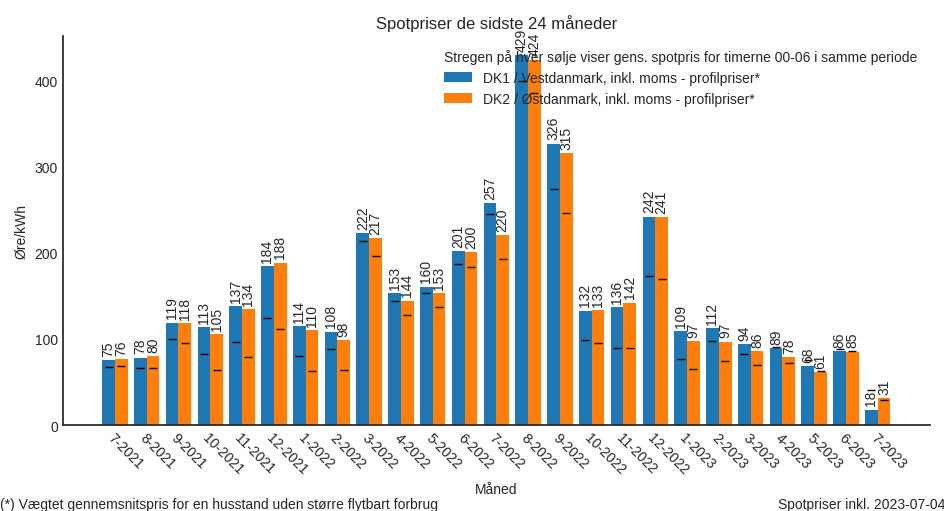 Spotpriser de sidste 24 måneder
Stregen på hver sølje viser gens. spotpris for timerne 00-06 i samme periode
DK1 / Vestdanmark, inkl. moms - profilpriser*
DK2 / Østdanmark, inkl. moms - profilpriser*
Øre/kWh
400
300
200
100
0
75 76 78 80 119 118 113 105 137 134 184 188 114 110 108 98 222 217 153 144 160 153 201 200 257 220 429 424 326 315 132 133 136 142 242 241 109 97 112 97 94 86 89 78 68 61 86 85 18 31
7-2021 8-2021 9-2021 10-2021 11-2021 12-2021 1-2022 2-2022 3-2022 4-2022 5-2022 6-2022 7-2022 8-2022 9-2022 10-2022 11-2022 12-2022 1-2023 2-2023 3-2023 4-2023 5-2023 6-2023 7-2023
Måned
(*) Vægtet gennemsnitspris for en husstand uden større flytbart forbrug
Spotpriser inkl. 2023-07-04